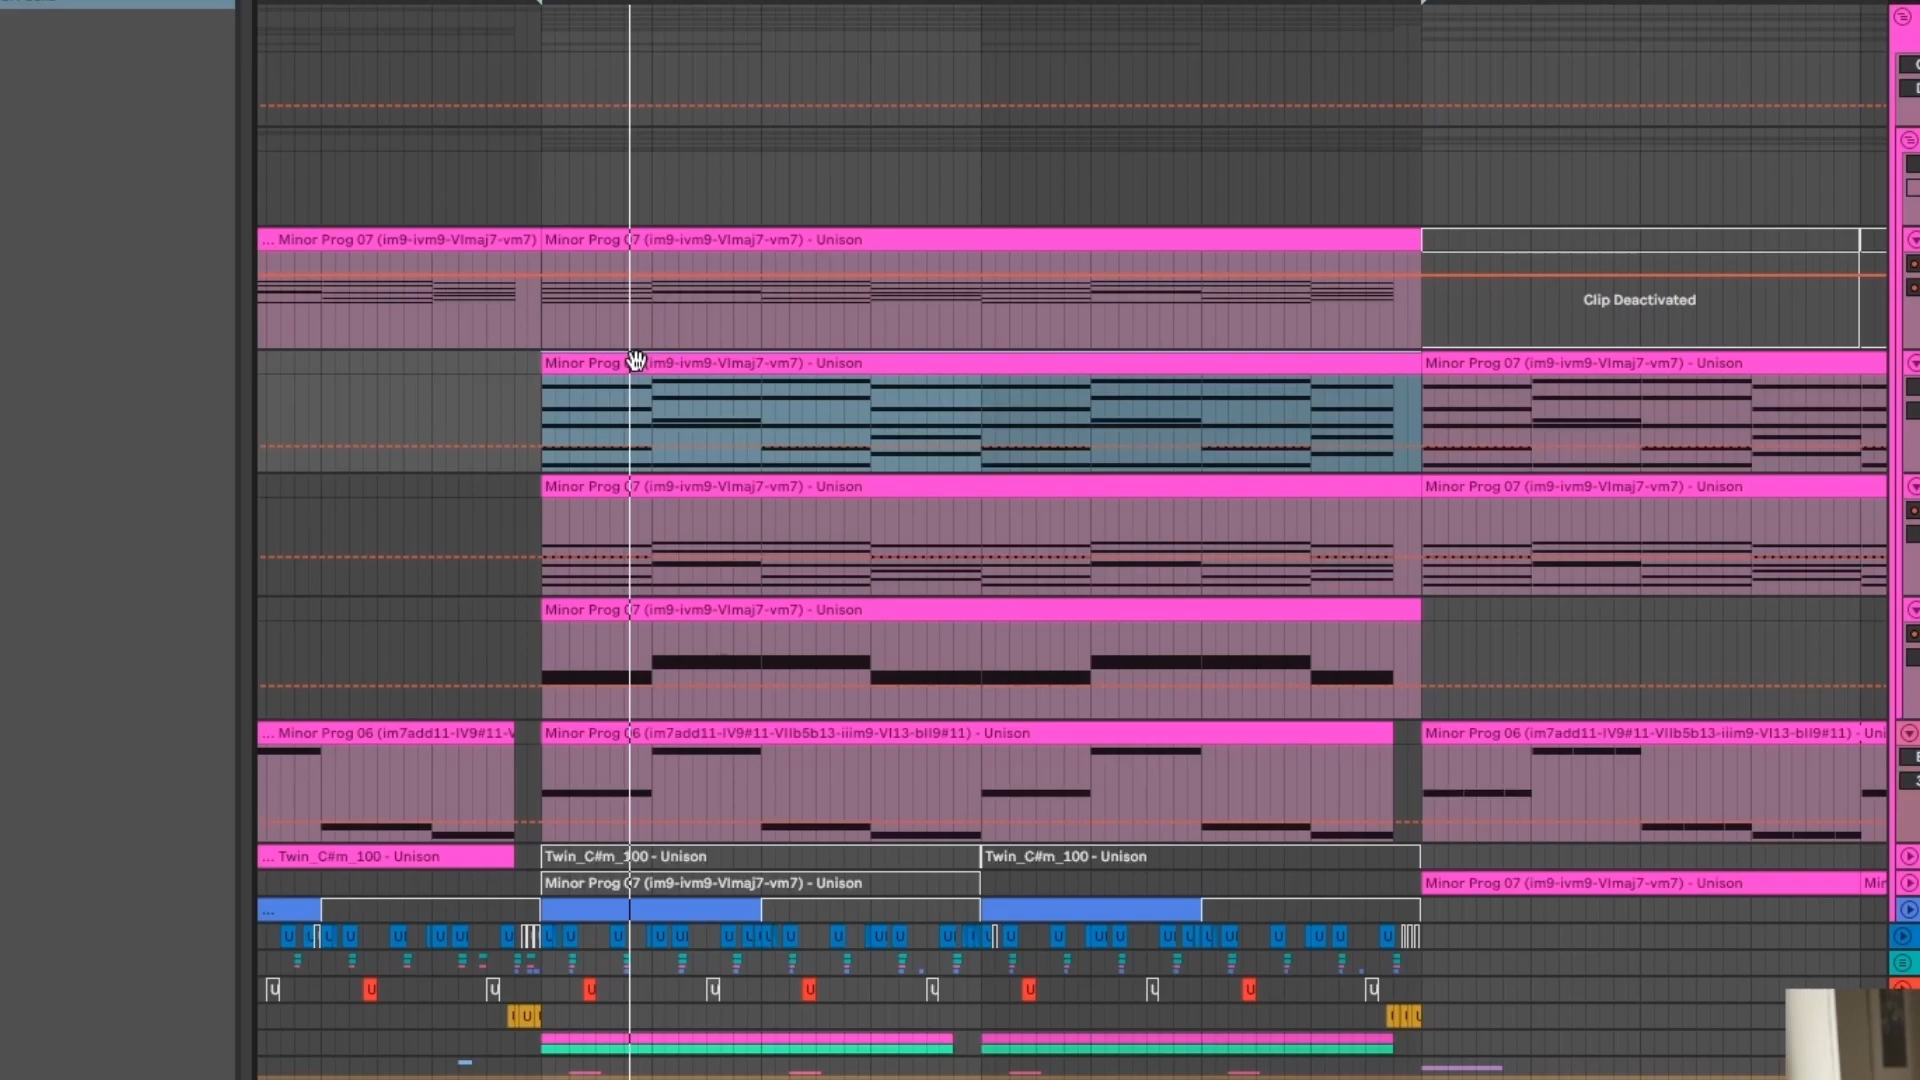 ... Minor Prog 07 (im9-ivm9-VImaj7-vm7)
Minor Prog 07 (im9-ivm9-VImaj7-vm7) - Unison
Clip Deactivated
Minor Prog (im9-ivm9-VImaj7-vm7) - Unison
Minor Prog 07 (im9-ivm9-VImaj7-vm7) - Unison
Minor Prog 07 (im9-ivm9-VImaj7-vm7) - Unison
Minor Prog 07 (im9-ivm9-VImaj7-vm7) - Unison
Minor Prog 07 (im9-ivm9-VImaj7-vm7) - Unison
... Minor Prog 06 (im7add11-IV9#11-V
Minor Prog 06 (im7add11-IV9#11-VIIb5b13-iiim9-VI13-bII9#11) - Unison
Minor Prog 06 (im7add11-IV9#11-VIIb5b13-iiim9-VI13-bII9#11) - Uni
... Twin_C#m_100 - Unison
Twin_C#m_100 - Unison
Twin_C#m_100 - Unison
Minor Prog 07 (im9-ivm9-VImaj7-vm7) - Unison
Minor Prog 07 (im9-ivm9-VImaj7-vm7) - Unison
Min
...
U U U U U U U U U U U U U U U U U U U U U U U U U U U U
U U U U U U U U U U U
U